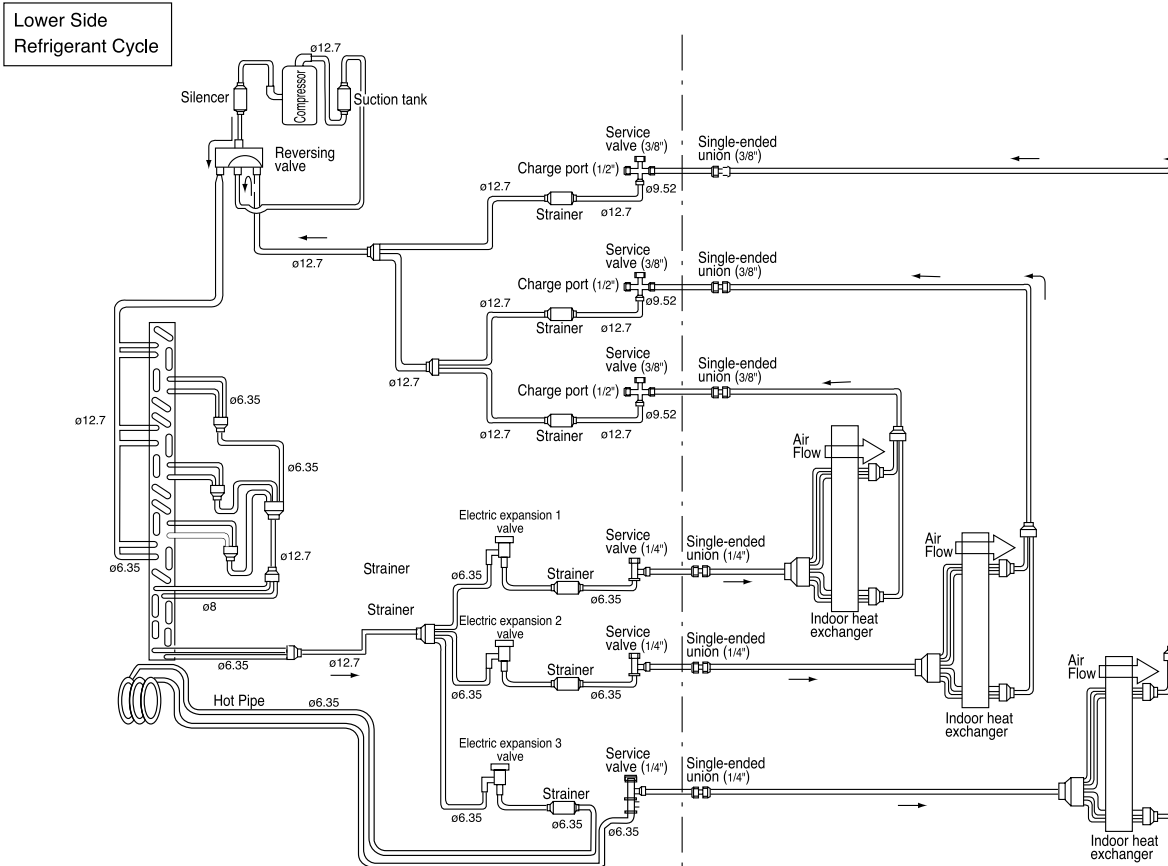 Lower Side
Refrigerant Cycle
ø12.7
Compressor
Silencer
Suction tank
Reversing
valve
Service
valve (3/8")
Single-ended
union (3/8")
Charge port (1/2")
ø9.52
ø12.7
Strainer
ø12.7
ø12.7
Service
valve (3/8")
Single-ended
union (3/8")
Charge port (1/2")
ø9.52
ø12.7
Strainer
ø12.7
ø12.7
Service
valve (3/8")
Single-ended
union (3/8")
Charge port (1/2")
ø9.52
ø12.7
Strainer
ø12.7
ø12.7
ø6.35
ø6.35
ø12.7
ø6.35
ø8
Air
Flow
Indoor heat
exchanger
Electric expansion 1
valve
Service
valve (1/4")
Single-ended
union (1/4")
Strainer
ø6.35
Strainer
ø6.35
Strainer
Air
Flow
Indoor heat
exchanger
Electric expansion 2
valve
Service
valve (1/4")
Single-ended
union (1/4")
Strainer
ø6.35
ø6.35
ø6.35
ø12.7
Hot Pipe
ø6.35
Air
Flow
Indoor heat
exchanger
Electric expansion 3
valve
Service
valve (1/4")
Single-ended
union (1/4")
Strainer
ø6.35
ø6.35
ø6.35